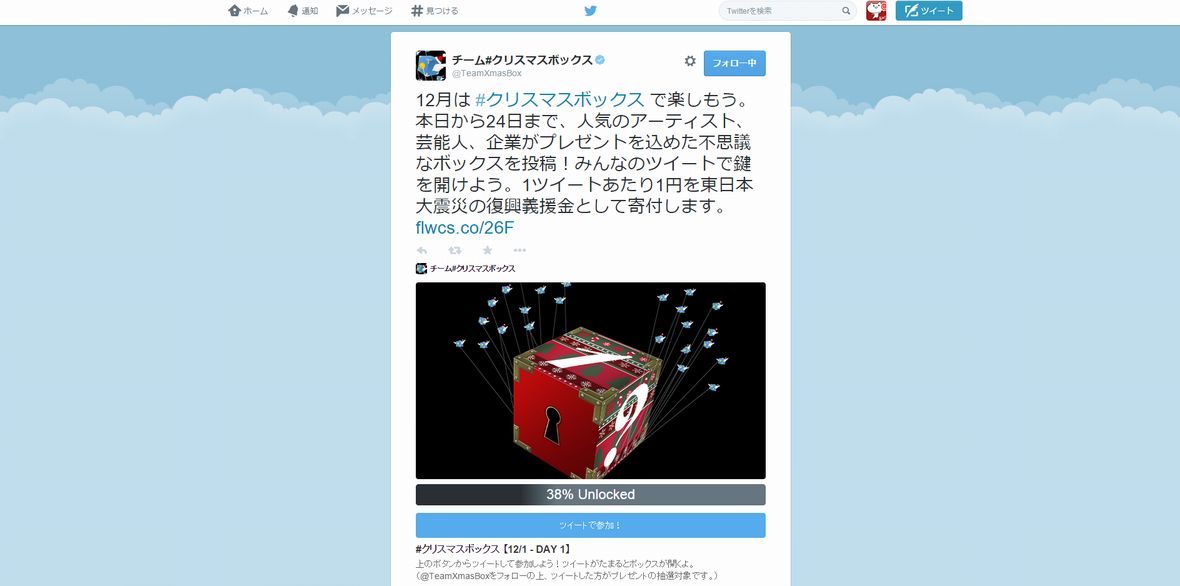 ホーム 通知 メッセージ 見つける Twitterを検索 ツイート
チーム#クリスマスボックス
@TeamXmasBox
フォロー中
12月は #クリスマスボックス で楽しもう。
本日から24日まで、人気のアーティスト、
芸能人、企業がプレゼントを込めた不思議
なボックスを投稿！みんなのツイートで鍵
を開けよう。1ツイートあたり1円を東日本
大震災の復興義援金として寄付します。
flwcs.co/26F
チーム#クリスマスボックス
38% Unlocked
ツイートで参加！
#クリスマスボックス 【12/1 - DAY 1】
上のボタンからツイートして参加しよう！ツイートがたまるとボックスが開くよ。
（@TeamXmasBoxをフォローの上、ツイートした方がプレゼントの抽選対象です。）